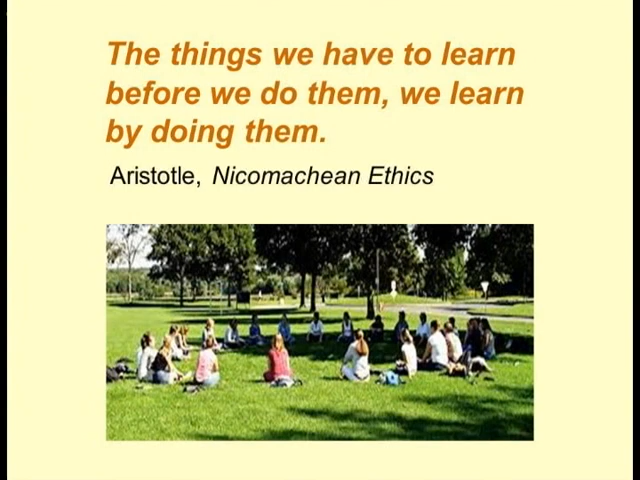 The things we have to learn
before we do them, we learn
by doing them.
Aristotle, Nicomachean Ethics